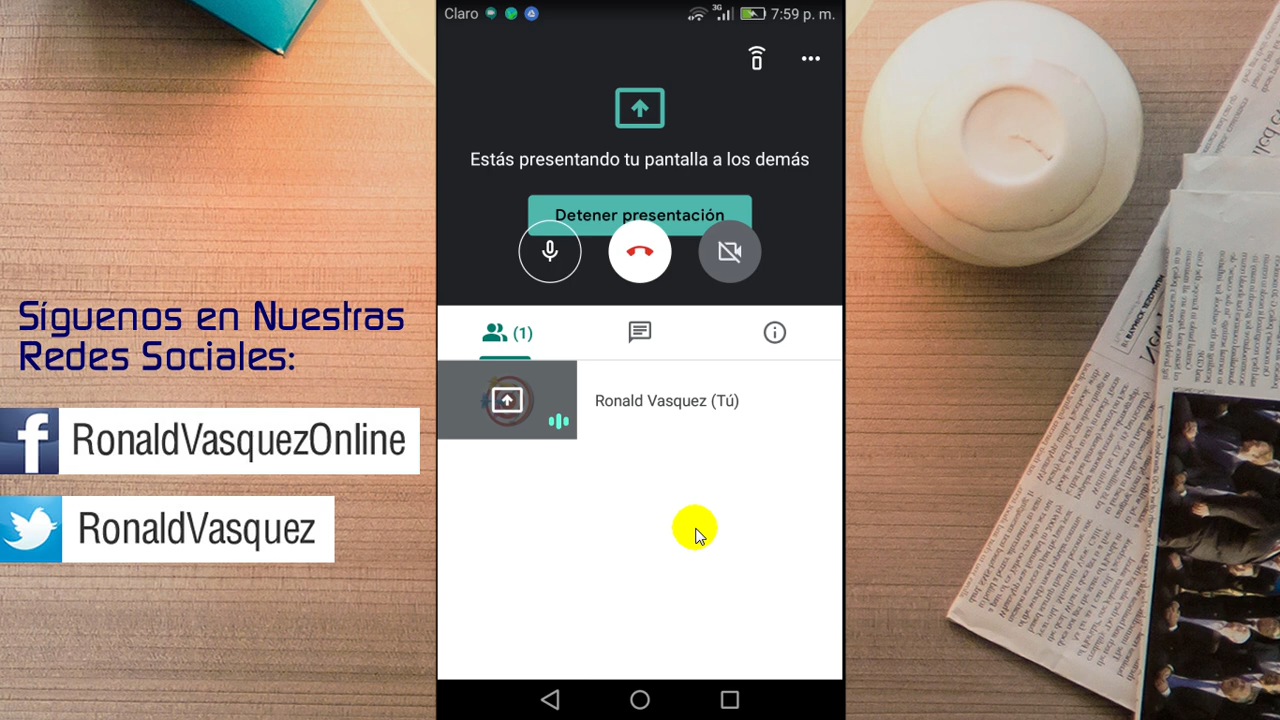 Claro
3G
7:59 p. m.
Estás presentando tu pantalla a los demás
Detener presentación
(1)
Ronald Vasquez (Tú)
Síguenos en Nuestras
Redes Sociales:
f RonaldVasquezOnline
RonaldVasquez